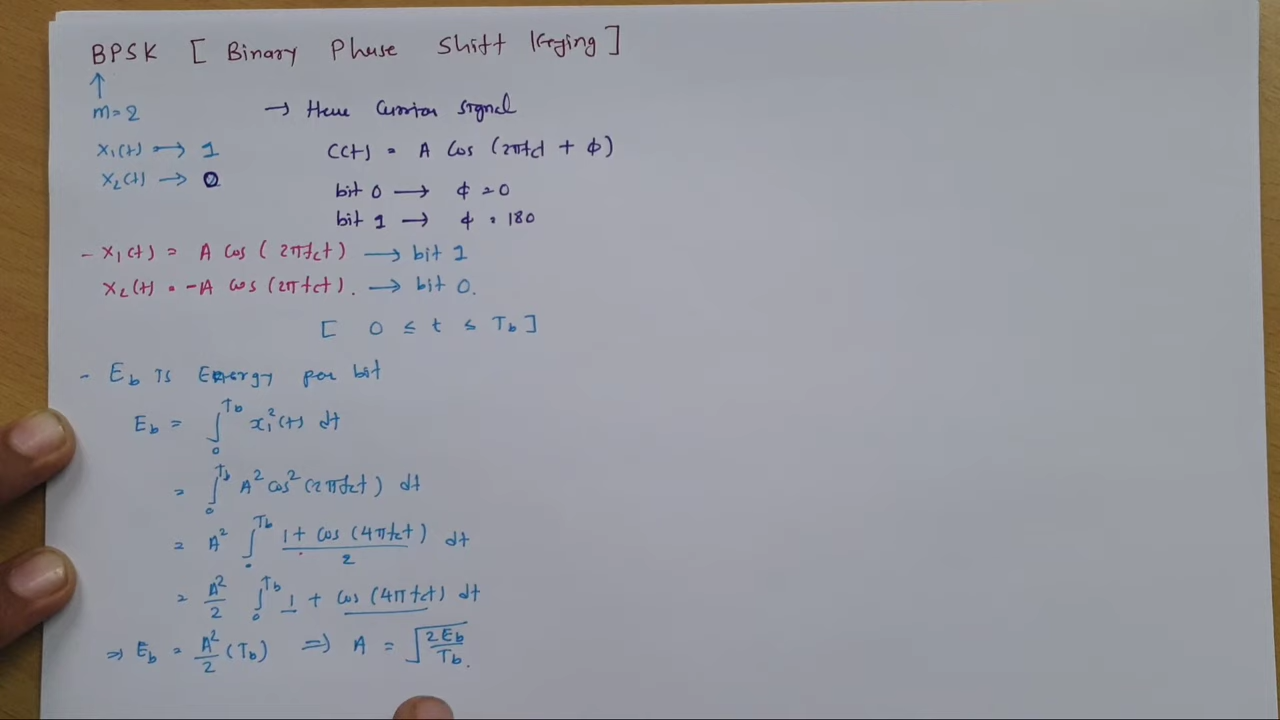 BPSK [ Binary Phase Shift Keying ]
↑
m=2
→ Here Carrier signal
x₁(t) → 1
c(t) = A Cos (2πfct + ϕ)
x₂(t) → 0
bit 0 → ϕ = 0
bit 1 → ϕ = 180
- x₁(t) = A Cos ( 2πfct ) → bit 1
x₂(t) = -A Cos (2πfct) . → bit 0.
[ 0 ≤ t ≤ Tb ]
- Eb Is Energy per bit
Eb = ∫₀^Tb x₁²(t) dt
= ∫₀^Tb A² cos² (2πfct) dt
= A² ∫₀^Tb (1 + cos (4πfct))/2 dt
= A²/2 ∫₀^Tb 1 + cos (4πfct) dt
⇒ Eb = A²/2 (Tb) ⇒ A = √(2Eb/Tb).